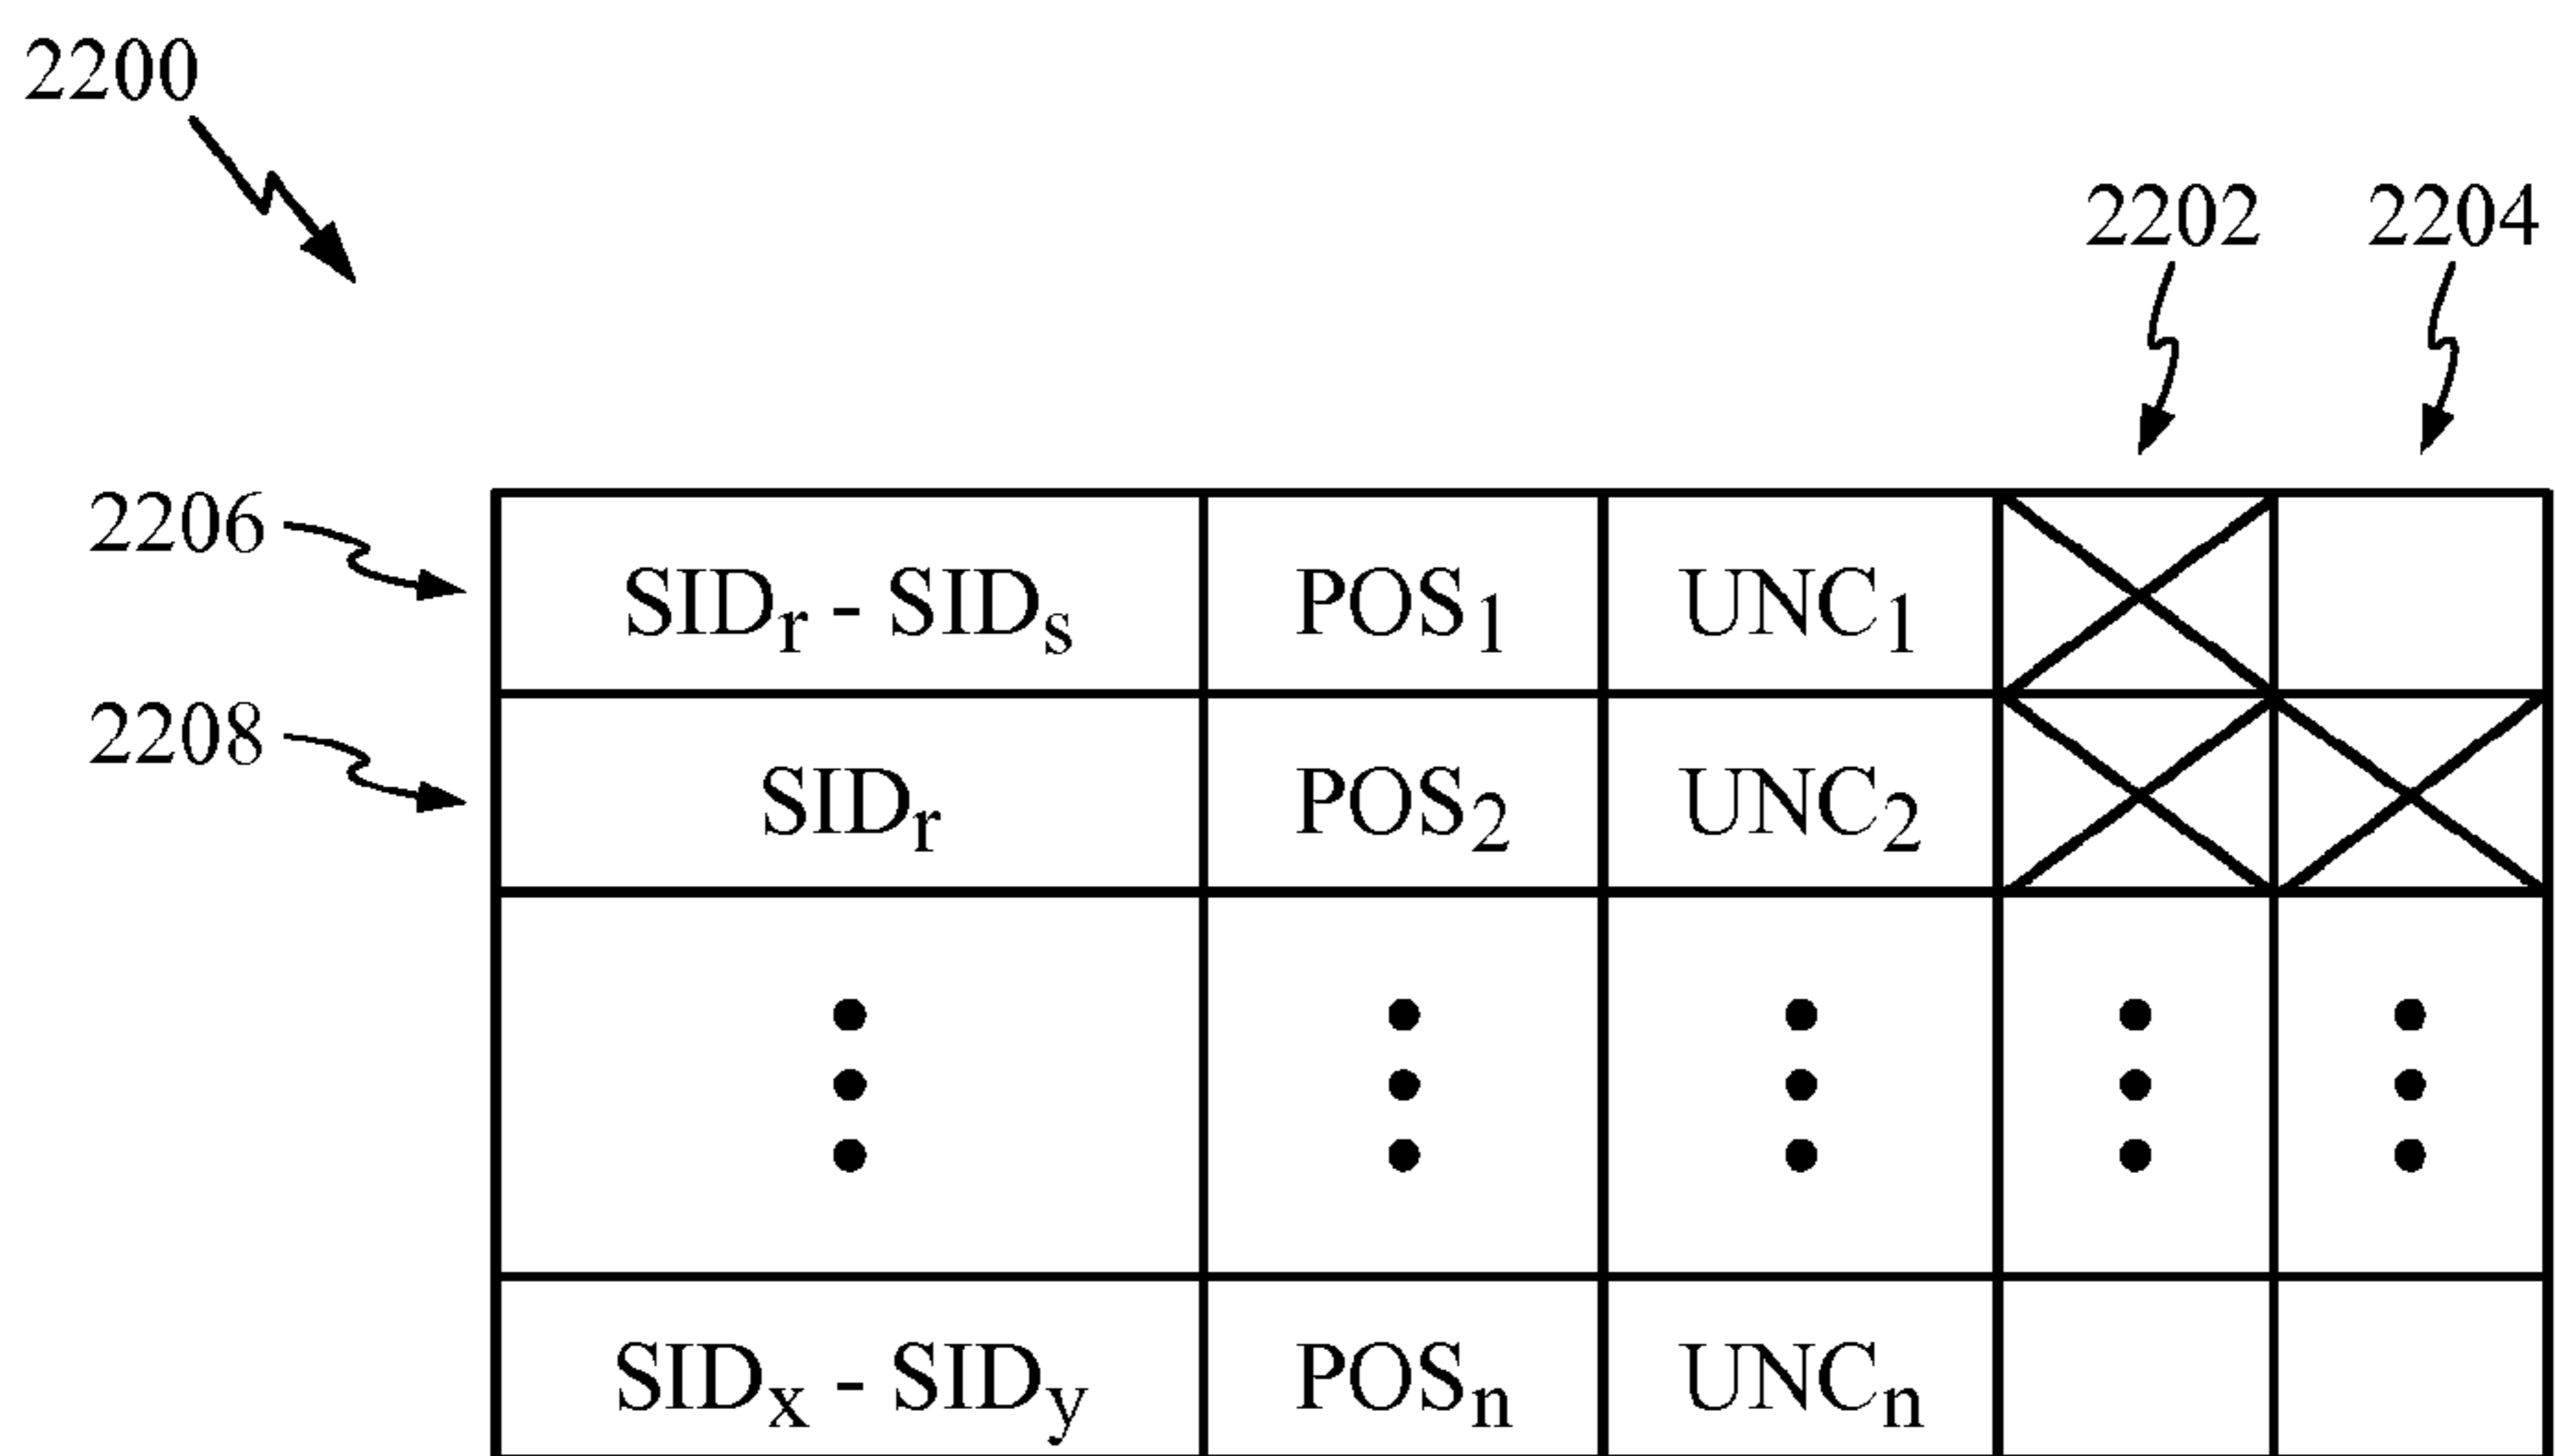 2200
2202 2204
2206
SIDr - SIDs POS1 UNC1
2208
SIDr POS2 UNC2
SIDx - SIDy POSn UNCn